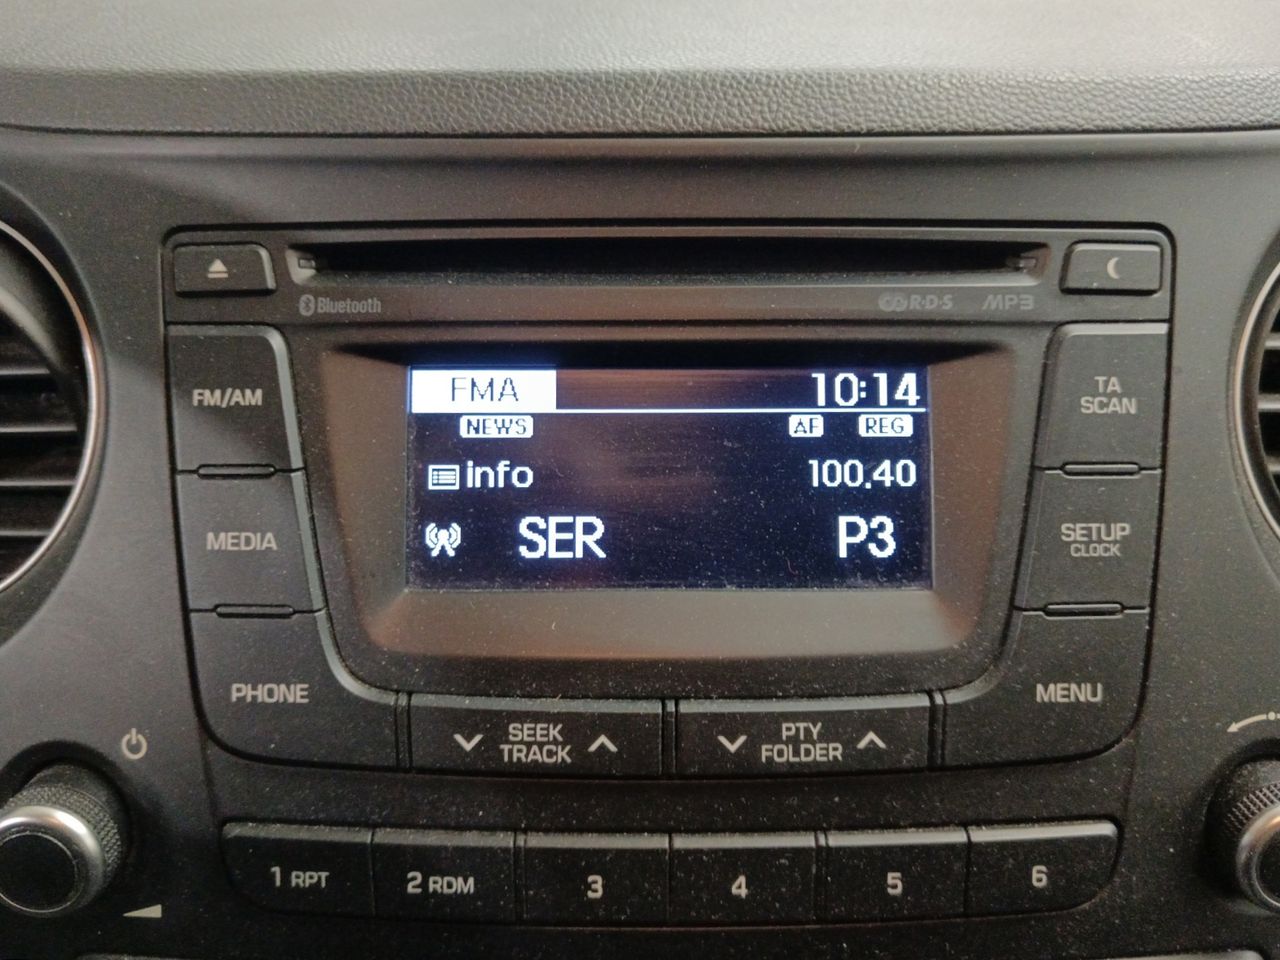 Bluetooth R·D·S MP3
FM/AM
TA
SCAN
FMA 10:14
NEWS AF REG
info 100.40
SER P3
MEDIA
SETUP
CLOCK
PHONE
MENU
SEEK
TRACK
PTY
FOLDER
1 RPT 2 RDM 3 4 5 6